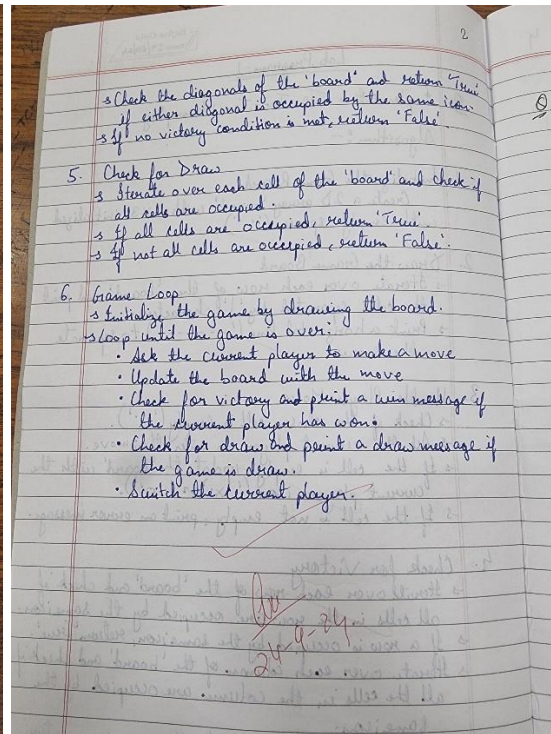 2
→ Check the diagonals of the 'board' and return 'True'
if either diagonal is occupied by the same icon.
→ If no victory condition is met, return 'False'.
5. Check for Draw
→ Iterate over each cell of the 'board' and check if
all cells are occupied.
→ If all cells are occupied, return 'True'.
→ If not all cells are occupied, return 'False'.
6. Game Loop
→ Initialize the game by drawing the board.
→ Loop until the game is over:
• Ask the current player to make a move
• Update the board with the move
• Check for victory and print a win message if
the current player has won.
• Check for draw and print a draw message if
the game is draw.
• Switch the current player.
24-9-24